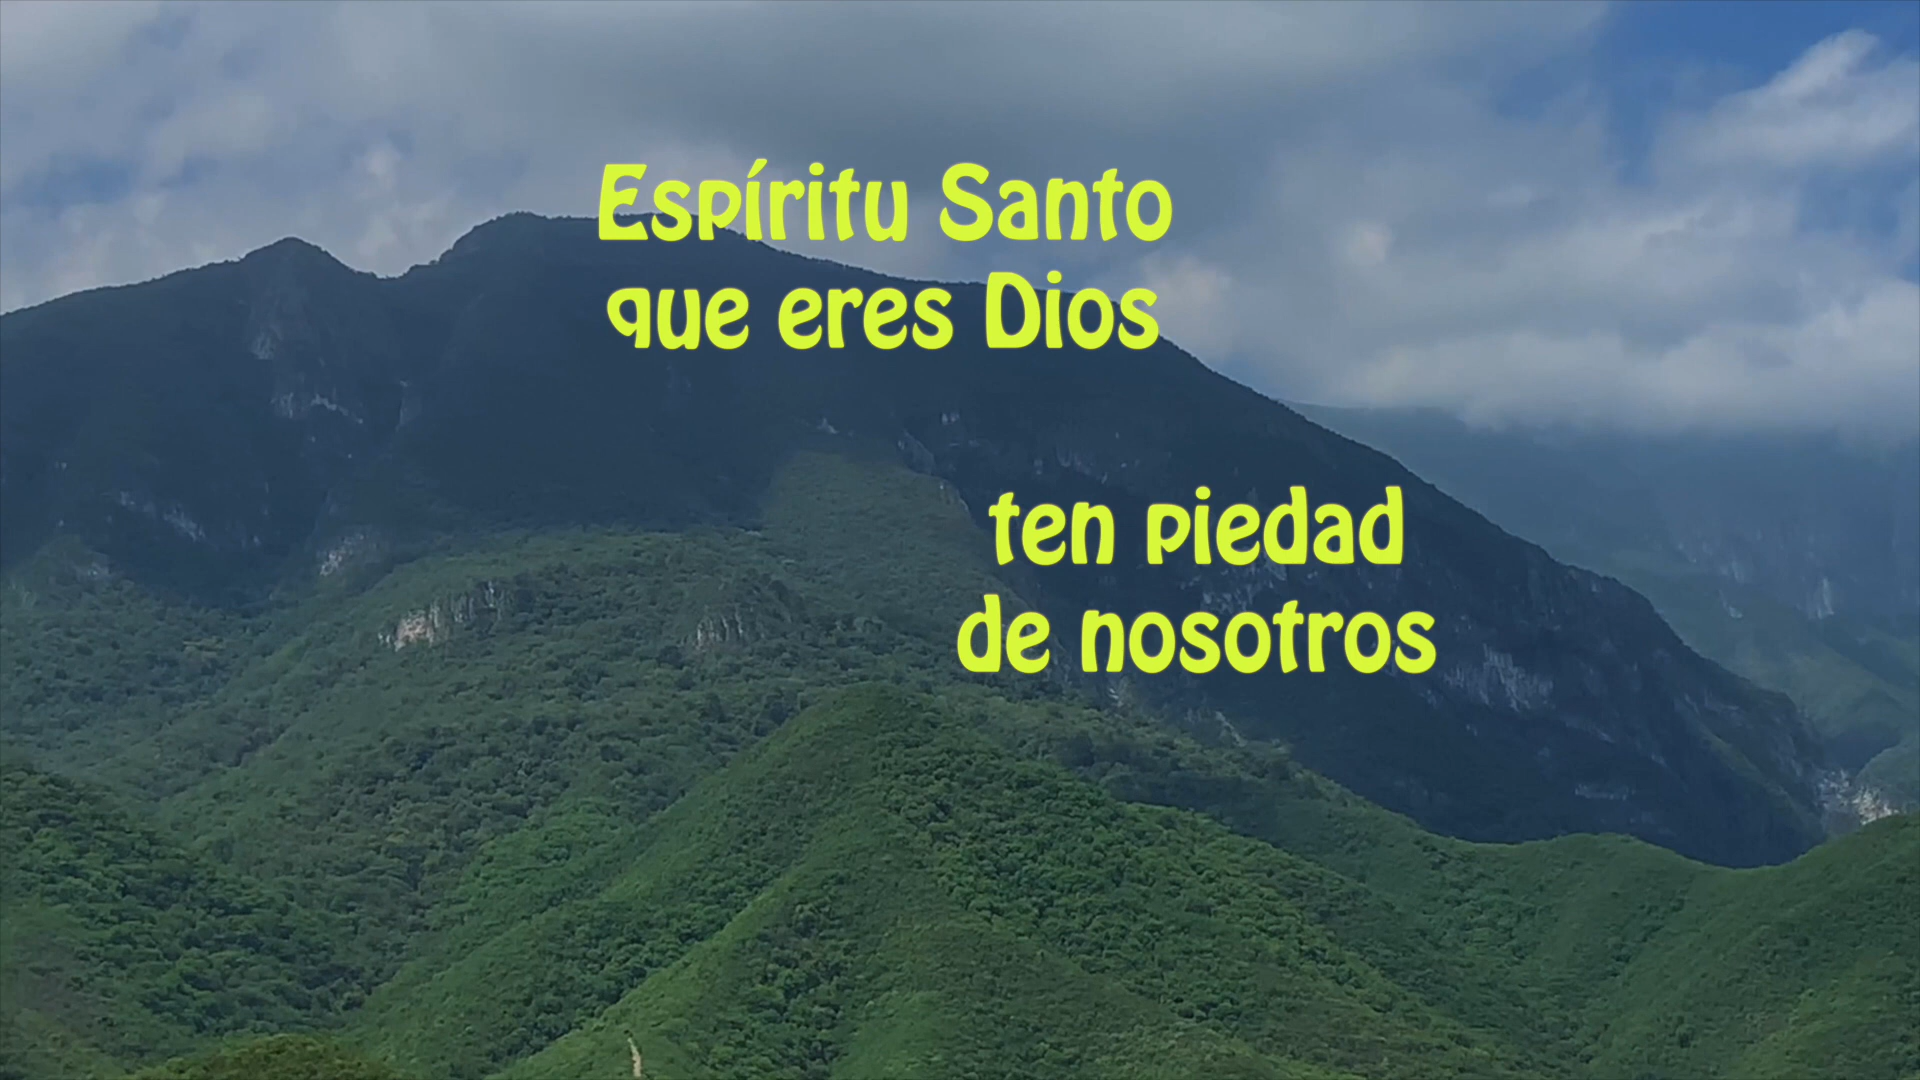 Espíritu Santo
que eres Dios
ten piedad
de nosotros